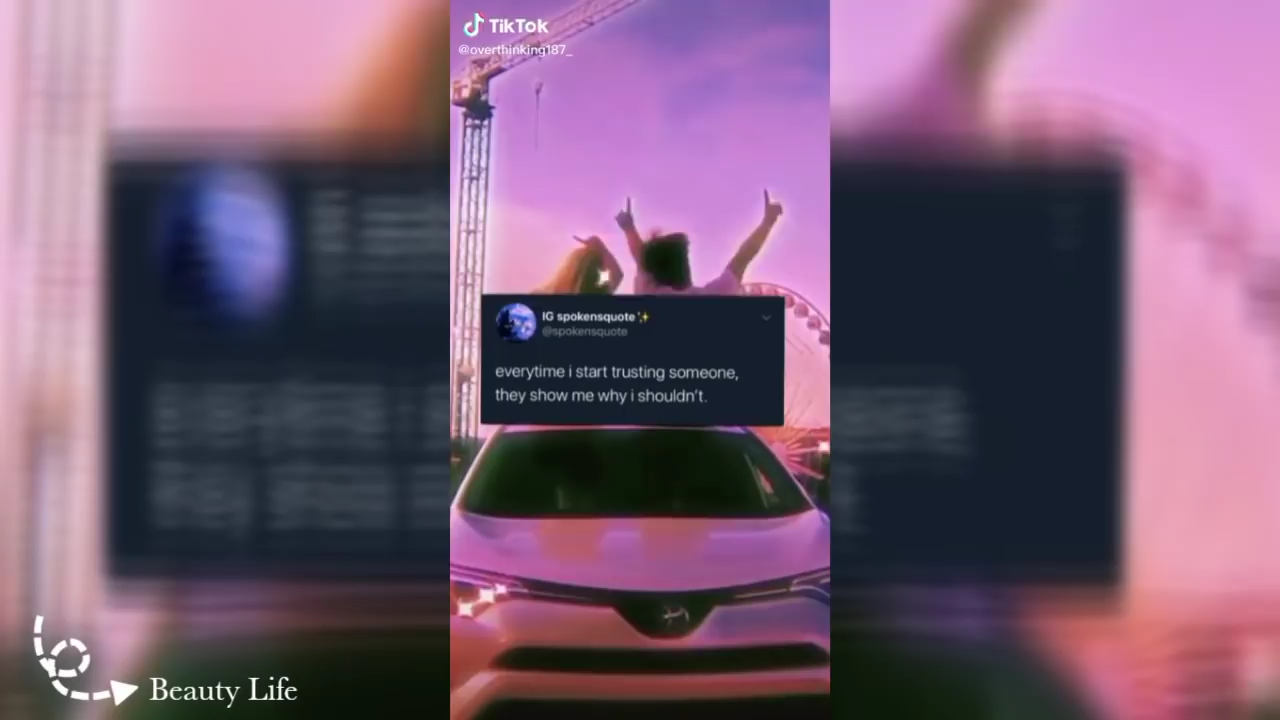 TikTok
@overthinking187_
IG spokensquote✨
@spokensquote
everytime i start trusting someone,
they show me why i shouldn't.
Beauty Life